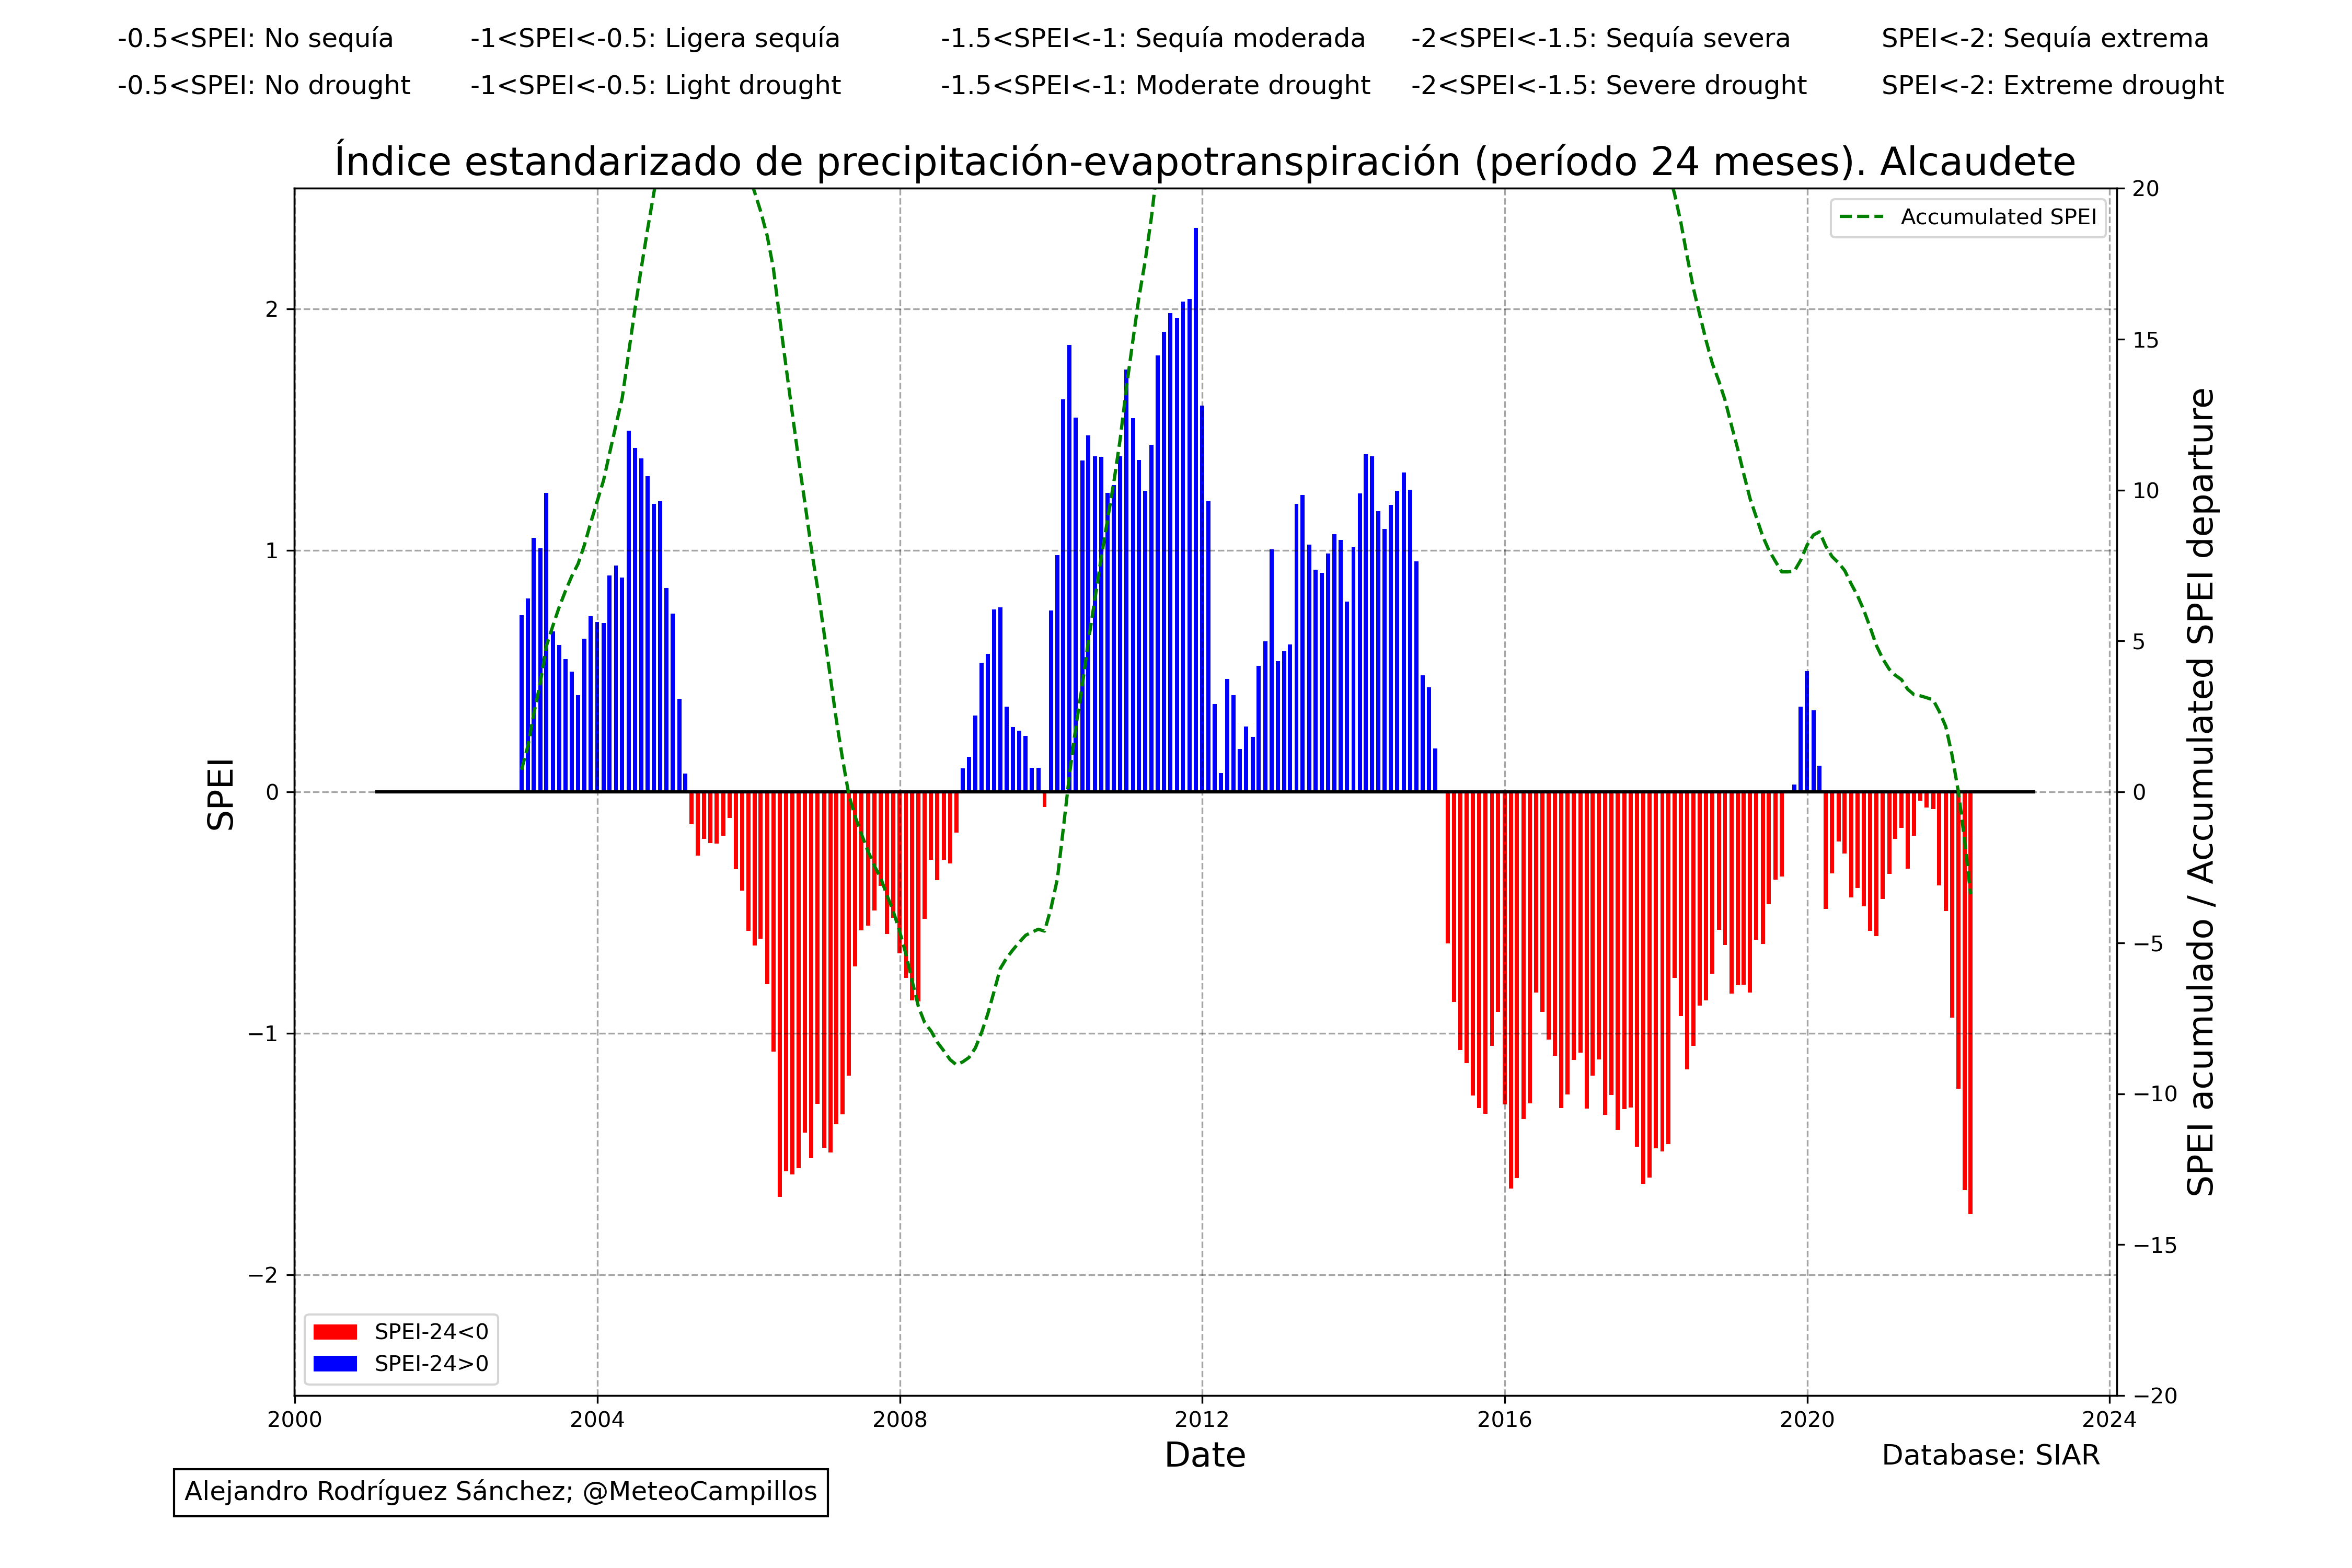 -0.5<SPEI: No sequía
-1<SPEI<-0.5: Ligera sequía
-1.5<SPEI<-1: Sequía moderada
-2<SPEI<-1.5: Sequía severa
SPEI<-2: Sequía extrema
-0.5<SPEI: No drought
-1<SPEI<-0.5: Light drought
-1.5<SPEI<-1: Moderate drought
-2<SPEI<-1.5: Severe drought
SPEI<-2: Extreme drought
Índice estandarizado de precipitación-evapotranspiración (período 24 meses). Alcaudete
Accumulated SPEI
SPEI
2
1
0
−1
−2
20
15
10
5
0
−5
−10
−15
−20
SPEI acumulado / Accumulated SPEI departure
SPEI-24<0
SPEI-24>0
2000
2004
2008
2012
2016
2020
2024
Date
Database: SIAR
Alejandro Rodríguez Sánchez; @MeteoCampillos